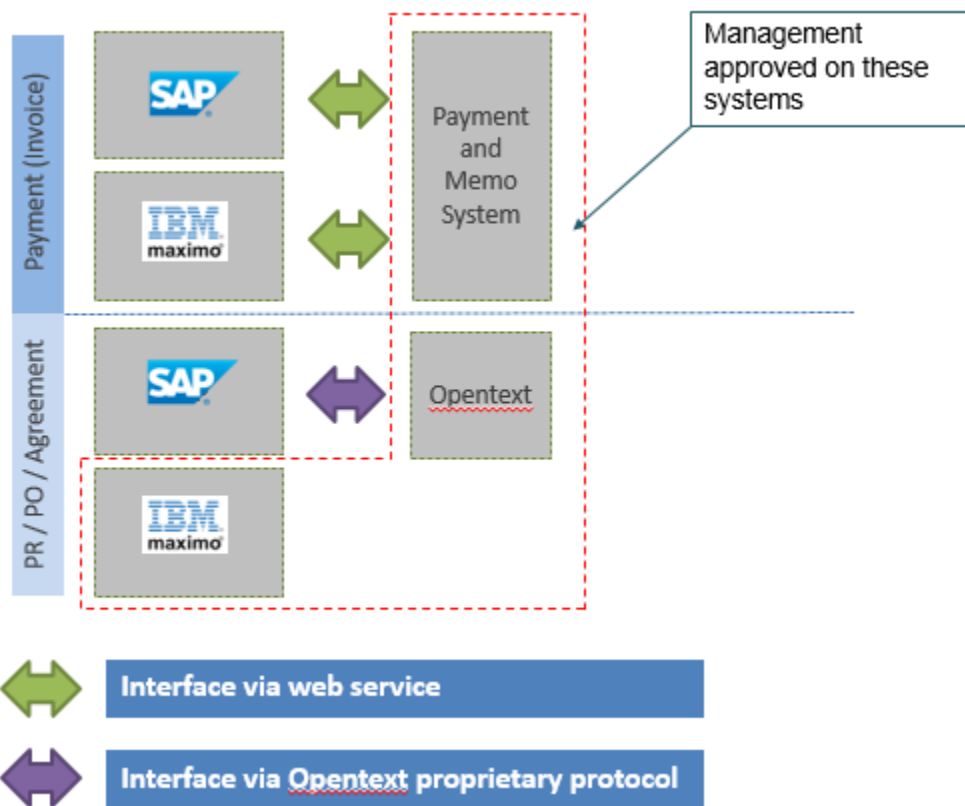 Management
approved on these
systems
Payment (Invoice)
SAP
Payment
and
Memo
System
IBM
maximo
PR / PO / Agreement
SAP
Opentext
IBM
maximo
Interface via web service
Interface via Opentext proprietary protocol